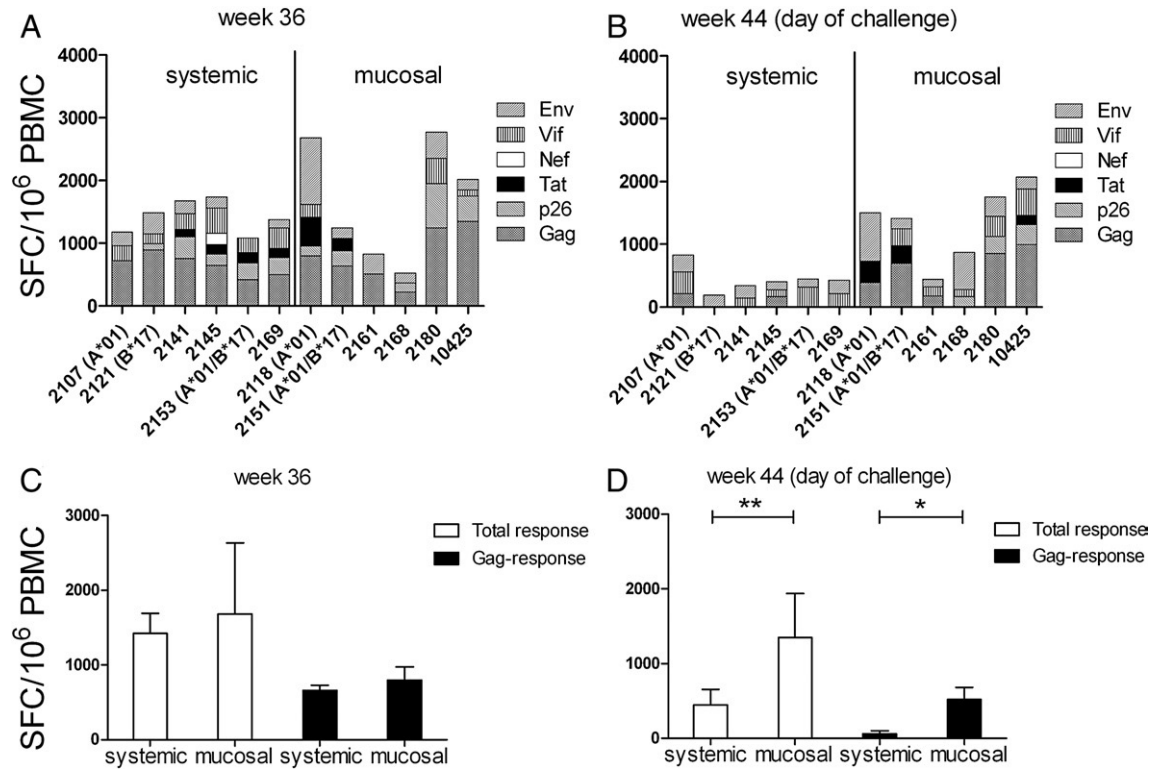 A
week 36
4000
3000
2000
1000
0
SFC/10⁶ PBMC
systemic
mucosal
Env
Vif
Nef
Tat
p26
Gag
2107 (A*01)
2121 (B*17)
2141
2145
2153 (A*01/B*17)
2169
2118 (A*01)
2151 (A*01/B*17)
2161
2168
2180
10425
B
week 44 (day of challenge)
4000
3000
2000
1000
0
systemic
mucosal
Env
Vif
Nef
Tat
p26
Gag
2107 (A*01)
2121 (B*17)
2141
2145
2153 (A*01/B*17)
2169
2118 (A*01)
2151 (A*01/B*17)
2161
2168
2180
10425
C
week 36
3000
2000
1000
0
SFC/10⁶ PBMC
Total response
Gag-response
systemic mucosal systemic mucosal
D
week 44 (day of challenge)
3000
2000
1000
0
**
*
Total response
Gag-response
systemic mucosal systemic mucosal